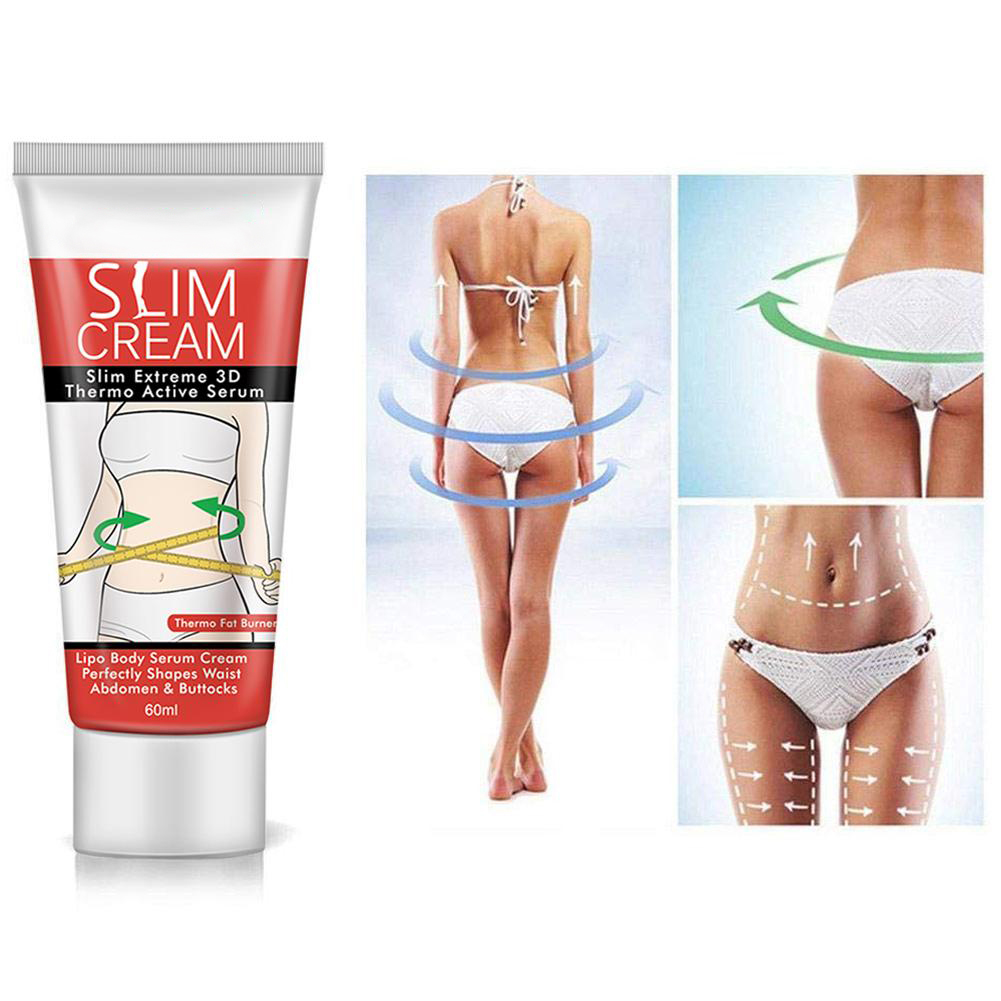 SLIM
CREAM
Slim Extreme 3D
Thermo Active Serum
Thermo Fat Burner
Lipo Body Serum Cream
Perfectly Shapes Waist
Abdomen & Buttocks
60ml